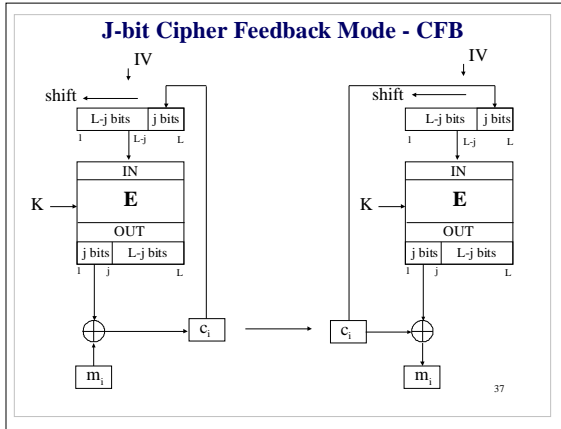 J-bit Cipher Feedback Mode - CFB
IV
shift
L-j bits j bits
1 L-j L
IN
K E
OUT
j bits L-j bits
1 j L
c_i
m_i
IV
shift
L-j bits j bits
1 L-j L
IN
K E
OUT
j bits L-j bits
1 j L
c_i
m_i
37